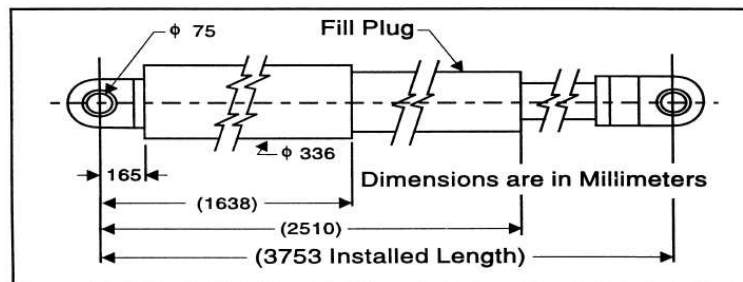 ϕ 75
Fill Plug
ϕ 336
165
Dimensions are in Millimeters
(1638)
(2510)
(3753 Installed Length)